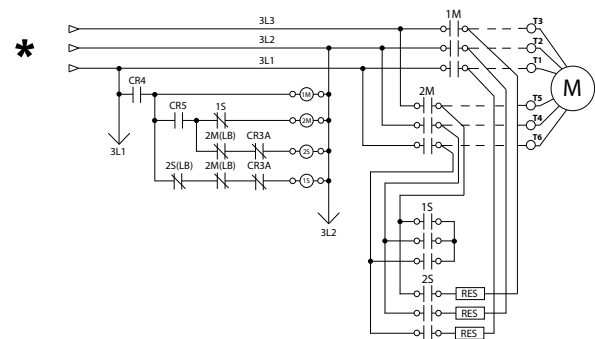 *
3L3
1M
T3
3L2
T2
3L1
T1
CR4
M
1M
2M
T5
CR5
1S
2M
T4
2M(LB)
CR3A
2S
T6
3L1
2S(LB)
2M(LB)
CR3A
1S
1S
3L2
2S
RES
RES
RES